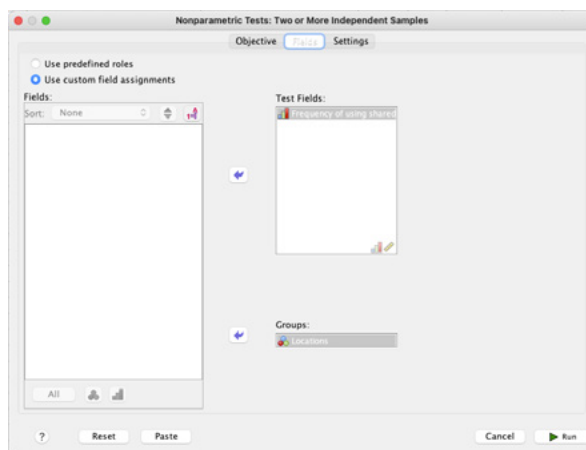 Nonparametric Tests: Two or More Independent Samples
Objective Fields Settings
Use predefined roles
Use custom field assignments
Fields:
Sort: None
Test Fields:
Frequency of using shared
Groups:
Locations
All
? Reset Paste Cancel Run